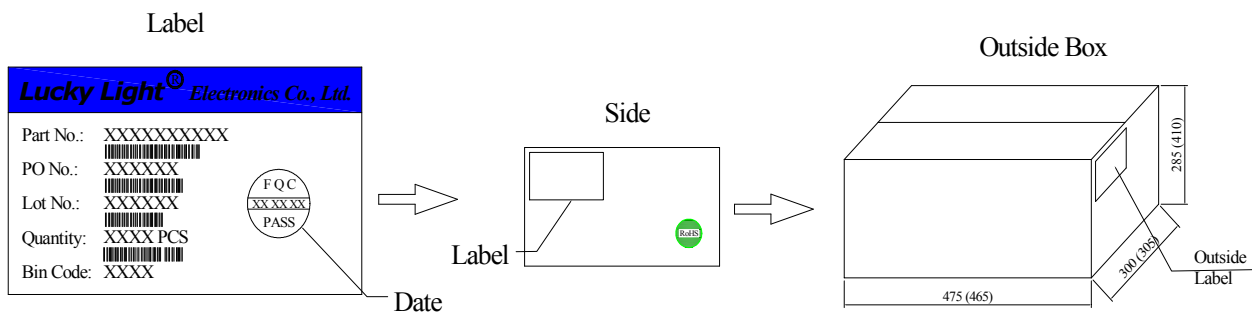 Label
Lucky Light® Electronics Co., Ltd.
Part No.: XXXXXXXXXX
PO No.: XXXXXX
Lot No.: XXXXXX
Quantity: XXXX PCS
Bin Code: XXXX
F Q C
XX XX XX
PASS
Date
Side
RoHS
Label
Outside Box
285 (410)
300 (305)
475 (465)
Outside
Label